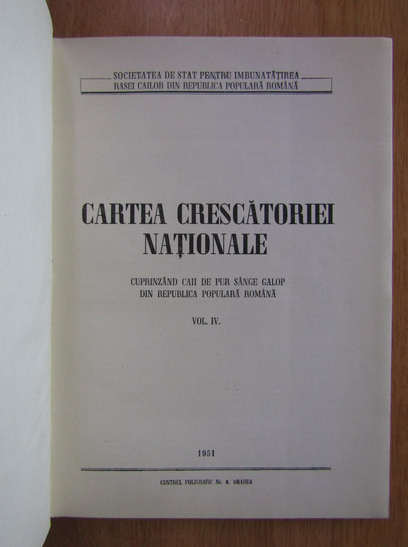 SOCIETATEA DE STAT PENTRU IMBUNATĂȚIREA
RASEI CAILOR DIN REPUBLICA POPULARĂ ROMÂNĂ
CARTEA CRESCĂTORIEI
NAȚIONALE
CUPRINZÂND CAII DE PUR SÂNGE GALOP
DIN REPUBLICA POPULARĂ ROMÂNĂ
VOL. IV.
1951
CENTRUL POLIGRAFIC Nr. 8. ORADEA